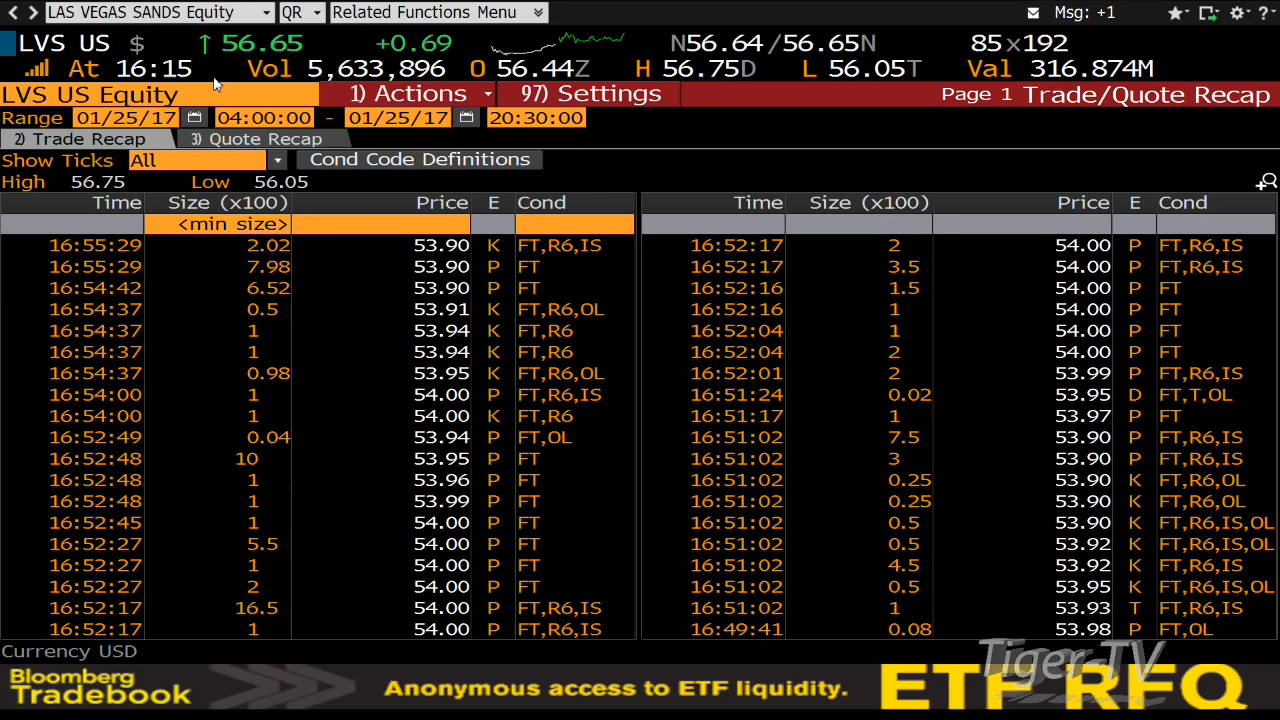 LAS VEGAS SANDS Equity QR Related Functions Menu Msg: +1 ?
LVS US $ ↑ 56.65 +0.69 N56.64/56.65N 85x192
At 16:15 Vol 5,633,896 O 56.44Z H 56.75D L 56.05T Val 316.874M
LVS US Equity 1) Actions 97) Settings Page 1 Trade/Quote Recap
Range 01/25/17 04:00:00 - 01/25/17 20:30:00
2) Trade Recap 3) Quote Recap
Show Ticks All Cond Code Definitions
High 56.75 Low 56.05
Time Size (x100) Price E Cond Time Size (x100) Price E Cond
<min size>
16:55:29 2.02 53.90 K FT,R6,IS 16:52:17 2 54.00 P FT,R6,IS
16:55:29 7.98 53.90 P FT 16:52:17 3.5 54.00 P FT,R6,IS
16:54:42 6.52 53.90 P FT 16:52:16 1.5 54.00 P FT
16:54:37 0.5 53.91 K FT,R6,OL 16:52:16 1 54.00 P FT
16:54:37 1 53.94 K FT,R6 16:52:04 1 54.00 P FT
16:54:37 1 53.94 K FT,R6 16:52:04 2 54.00 P FT
16:54:37 0.98 53.95 K FT,R6,OL 16:52:01 2 53.99 P FT,R6,IS
16:54:00 1 54.00 P FT,R6,IS 16:51:24 0.02 53.95 D FT,T,OL
16:54:00 1 54.00 K FT,R6 16:51:17 1 53.97 P FT
16:52:49 0.04 53.94 P FT,OL 16:51:02 7.5 53.90 P FT,R6,IS
16:52:48 10 53.95 P FT 16:51:02 3 53.90 P FT,R6,IS
16:52:48 1 53.96 P FT 16:51:02 0.25 53.90 K FT,R6,OL
16:52:48 1 53.99 P FT 16:51:02 0.25 53.90 K FT,R6,OL
16:52:45 1 54.00 P FT 16:51:02 0.5 53.90 K FT,R6,IS,OL
16:52:27 5.5 54.00 P FT 16:51:02 0.5 53.92 K FT,R6,IS,OL
16:52:27 1 54.00 P FT 16:51:02 4.5 53.92 K FT,R6,IS
16:52:27 2 54.00 P FT 16:51:02 0.5 53.95 K FT,R6,IS,OL
16:52:17 16.5 54.00 P FT,R6,IS 16:51:02 1 53.93 T FT,R6,IS
16:52:17 1 54.00 P FT,R6,IS 16:49:41 0.08 53.98 P FT,OL
Currency USD
Tiger-TV
Bloomberg
Tradebook
Anonymous access to ETF liquidity.
ETF RFQ